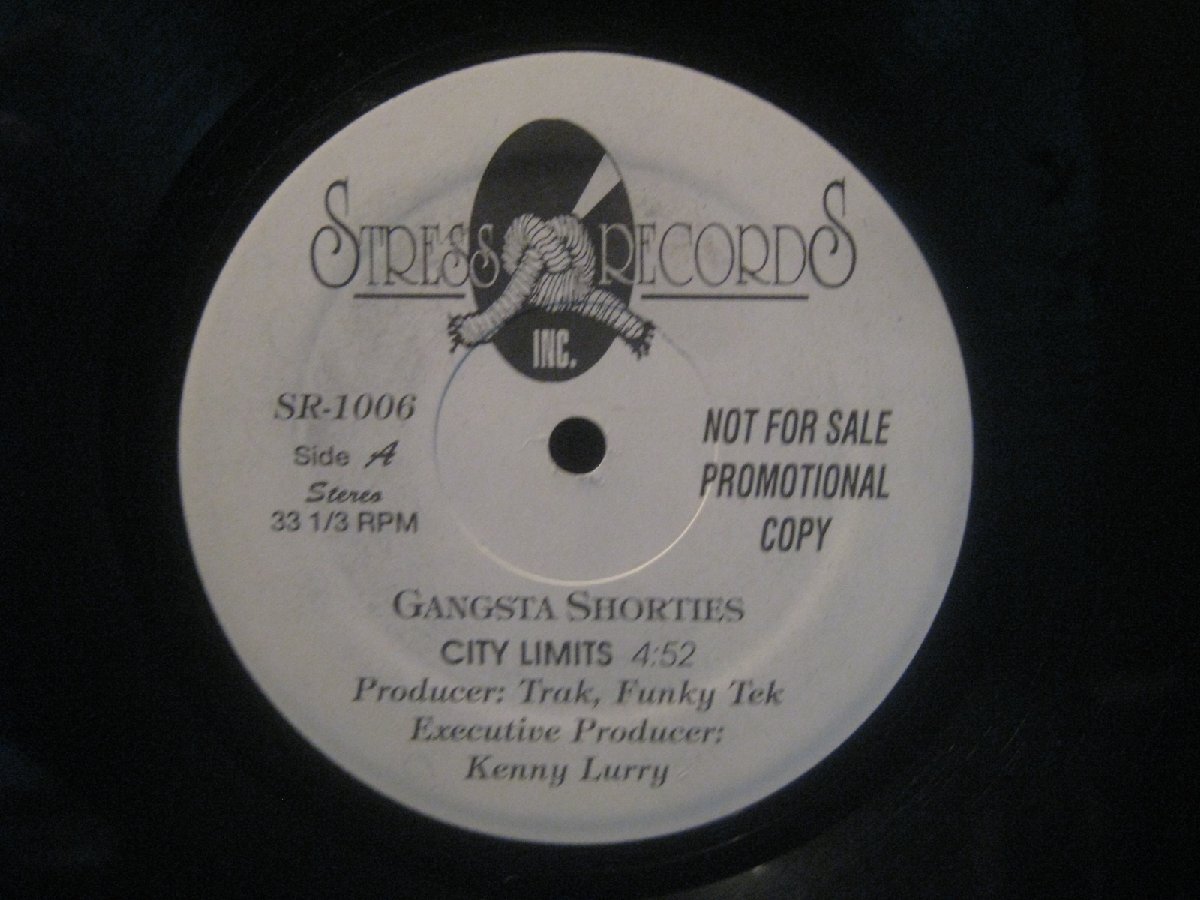 STRESS RECORDS
INC.
SR-1006
Side A
Stereo
33 1/3 RPM
NOT FOR SALE
PROMOTIONAL
COPY
GANGSTA SHORTIES
CITY LIMITS 4:52
Producer: Trak, Funky Tek
Executive Producer:
Kenny Lurry